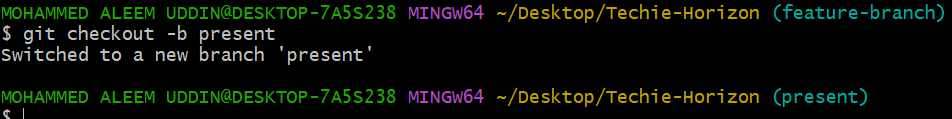 MOHAMMED ALEEM UDDIN@DESKTOP-7A5S238 MINGW64 ~/Desktop/Techie-Horizon (feature-branch)
$ git checkout -b present
Switched to a new branch 'present'
MOHAMMED ALEEM UDDIN@DESKTOP-7A5S238 MINGW64 ~/Desktop/Techie-Horizon (present)
$